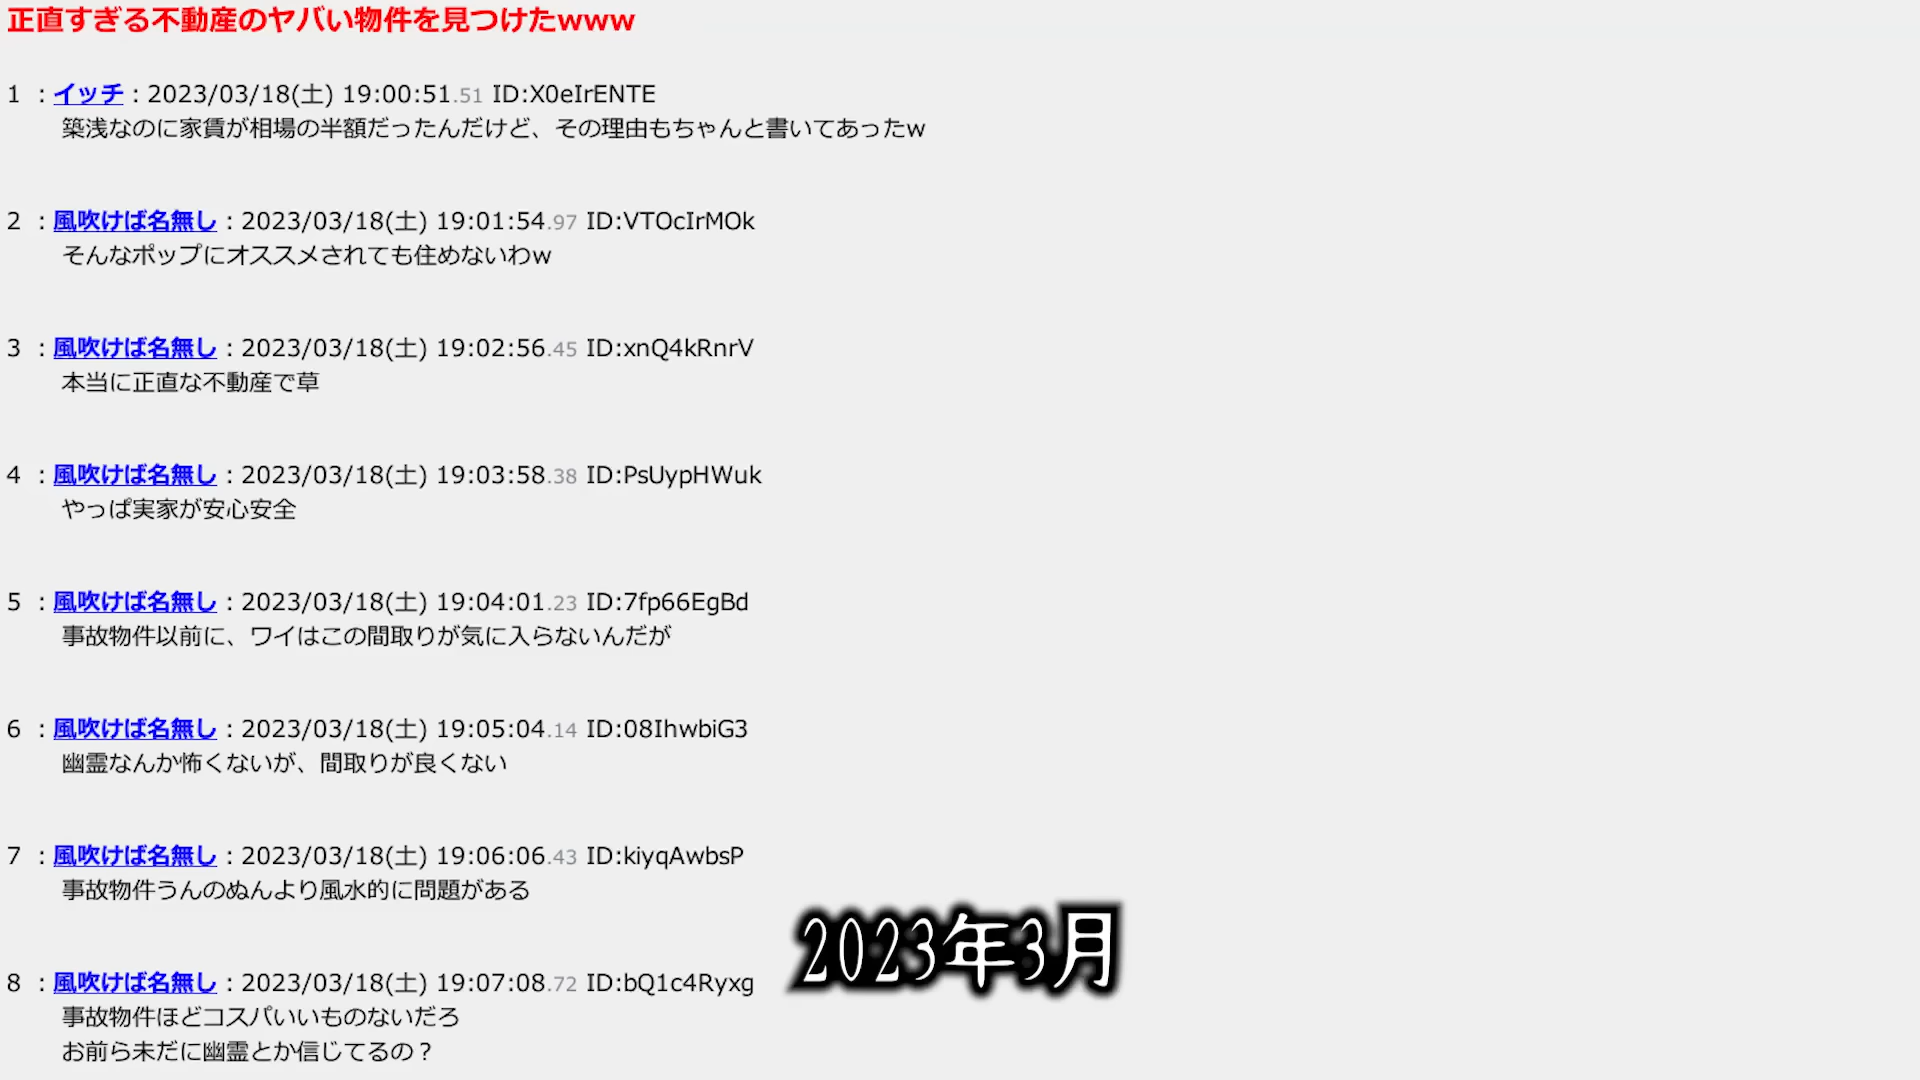 正直すぎる不動産のヤバい物件を見つけたwww
1 ：イッチ：2023/03/18(土) 19:00:51.51 ID:X0eIrENTE
築浅なのに家賃が相場の半額だったんだけど、その理由もちゃんと書いてあったw
2 ：風吹けば名無し：2023/03/18(土) 19:01:54.97 ID:VTOcIrMOk
そんなポップにオススメされても住めないわw
3 ：風吹けば名無し：2023/03/18(土) 19:02:56.45 ID:xnQ4kRnrV
本当に正直な不動産で草
4 ：風吹けば名無し：2023/03/18(土) 19:03:58.38 ID:PsUypHWuk
やっぱ実家が安心安全
5 ：風吹けば名無し：2023/03/18(土) 19:04:01.23 ID:7fp66EgBd
事故物件以前に、ワイはこの間取りが気に入らないんだが
6 ：風吹けば名無し：2023/03/18(土) 19:05:04.14 ID:08IhwbiG3
幽霊なんか怖くないが、間取りが良くない
7 ：風吹けば名無し：2023/03/18(土) 19:06:06.43 ID:kiyqAwbsP
事故物件うんのぬんより風水的に問題がある
8 ：風吹けば名無し：2023/03/18(土) 19:07:08.72 ID:bQ1c4Ryxg
事故物件ほどコスパいいものないだろ
お前ら未だに幽霊とか信じてるの？
2023年3月